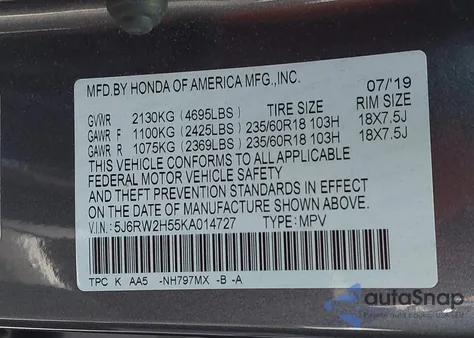 MFD.BY HONDA OF AMERICA MFG.,INC. 07/'19
GVWR 2130KG (4695LBS) TIRE SIZE RIM SIZE
GAWR F 1100KG (2425LBS) 235/60R18 103H 18X7.5J
GAWR R 1075KG (2369LBS) 235/60R18 103H 18X7.5J
THIS VEHICLE CONFORMS TO ALL APPLICABLE
FEDERAL MOTOR VEHICLE SAFETY
AND THEFT PREVENTION STANDARDS IN EFFECT
ON THE DATE OF MANUFACTURE SHOWN ABOVE.
V.I.N.: 5J6RW2H55KA014727 TYPE: MPV
TPC K AA5 -NH797MX -B -A
autoSnap